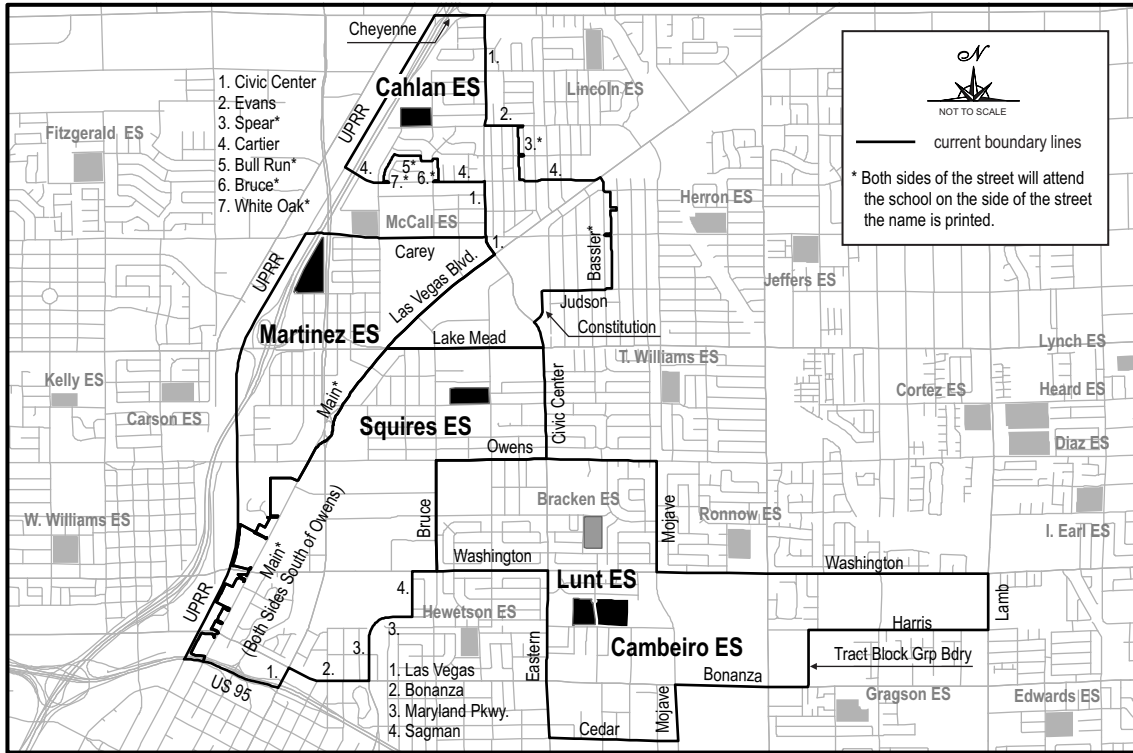 Cheyenne
1. Civic Center
2. Evans
3. Spear*
4. Cartier
5. Bull Run*
6. Bruce*
7. White Oak*
Fitzgerald ES
UPRR
Cahlan ES
1.
Lincoln ES
2.
3.*
4.
5*
7.*
6.*
4.
4.
1.
McCall ES
N
NOT TO SCALE
current boundary lines
* Both sides of the street will attend
the school on the side of the street
the name is printed.
Herron ES
Jeffers ES
UPRR
Carey
1.
Las Vegas Blvd.
Bassler*
Judson
Constitution
Martinez ES
Lake Mead
T. Williams ES
Lynch ES
Kelly ES
Carson ES
Main*
Squires ES
Civic Center
Cortez ES
Heard ES
Diaz ES
Owens
W. Williams ES
Bruce
Bracken ES
Mojave
Ronnow ES
I. Earl ES
Main*
(Both Sides South of Owens)
UPRR
Washington
Lunt ES
Washington
Lamb
4.
Hewetson ES
3.
Harris
3.
Eastern
Cambeiro ES
Tract Block Grp Bdry
US 95
1.
2.
1. Las Vegas
2. Bonanza
3. Maryland Pkwy.
4. Sagman
Bonanza
Mojave
Cedar
Gragson ES
Edwards ES